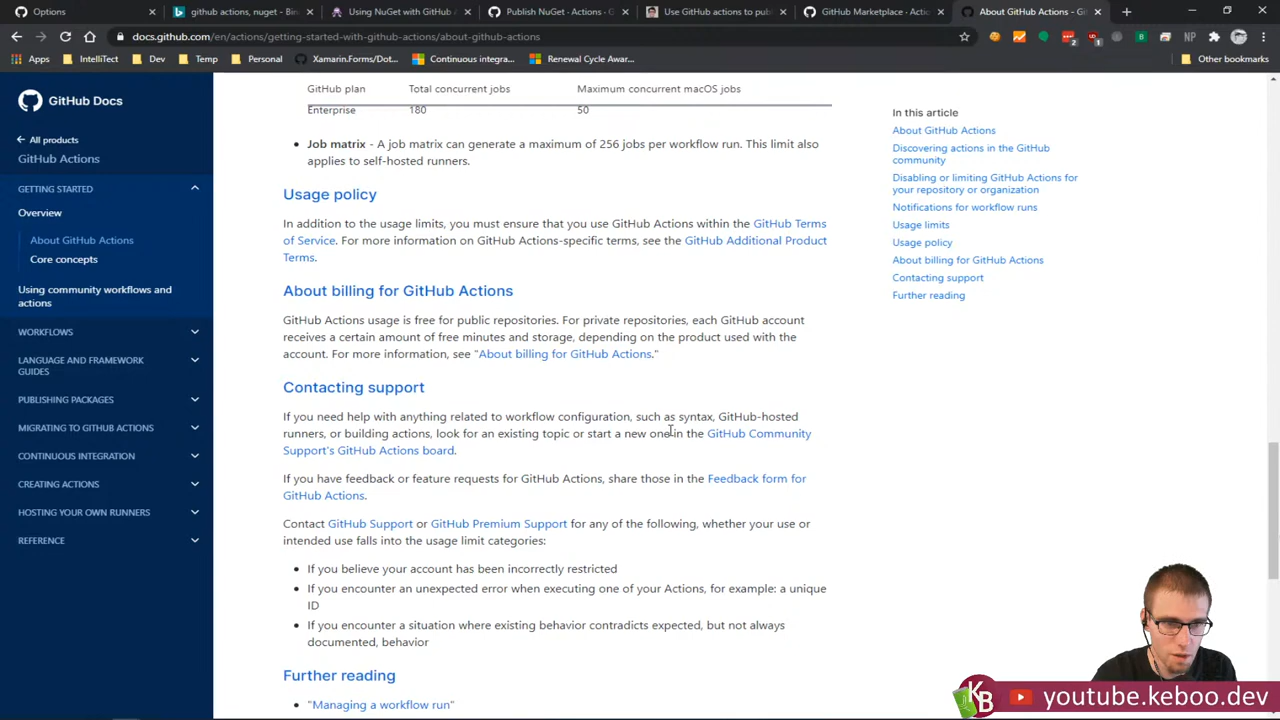 Options
github actions, nuget - Bin
Using NuGet with GitHub A
Publish NuGet · Actions · G
Use GitHub actions to publ
GitHub Marketplace · Actio
About GitHub Actions - Git
docs.github.com/en/actions/getting-started-with-github-actions/about-github-actions
Apps
IntelliTect
Dev
Temp
Personal
Xamarin.Forms/Dot...
Continuous integra...
Renewal Cycle Awar...
Other bookmarks
GitHub Docs
All products
GitHub Actions
GETTING STARTED
Overview
About GitHub Actions
Core concepts
Using community workflows and
actions
WORKFLOWS
LANGUAGE AND FRAMEWORK
GUIDES
PUBLISHING PACKAGES
MIGRATING TO GITHUB ACTIONS
CONTINUOUS INTEGRATION
CREATING ACTIONS
HOSTING YOUR OWN RUNNERS
REFERENCE
GitHub plan Total concurrent jobs Maximum concurrent macOS jobs
Enterprise 180 50
• Job matrix - A job matrix can generate a maximum of 256 jobs per workflow run. This limit also
applies to self-hosted runners.
Usage policy
In addition to the usage limits, you must ensure that you use GitHub Actions within the GitHub Terms
of Service. For more information on GitHub Actions-specific terms, see the GitHub Additional Product
Terms.
About billing for GitHub Actions
GitHub Actions usage is free for public repositories. For private repositories, each GitHub account
receives a certain amount of free minutes and storage, depending on the product used with the
account. For more information, see "About billing for GitHub Actions."
Contacting support
If you need help with anything related to workflow configuration, such as syntax, GitHub-hosted
runners, or building actions, look for an existing topic or start a new one in the GitHub Community
Support's GitHub Actions board.
If you have feedback or feature requests for GitHub Actions, share those in the Feedback form for
GitHub Actions.
Contact GitHub Support or GitHub Premium Support for any of the following, whether your use or
intended use falls into the usage limit categories:
• If you believe your account has been incorrectly restricted
• If you encounter an unexpected error when executing one of your Actions, for example: a unique
ID
• If you encounter a situation where existing behavior contradicts expected, but not always
documented, behavior
Further reading
• "Managing a workflow run"
In this article
About GitHub Actions
Discovering actions in the GitHub
community
Disabling or limiting GitHub Actions for
your repository or organization
Notifications for workflow runs
Usage limits
Usage policy
About billing for GitHub Actions
Contacting support
Further reading
KB
youtube.keboo.dev